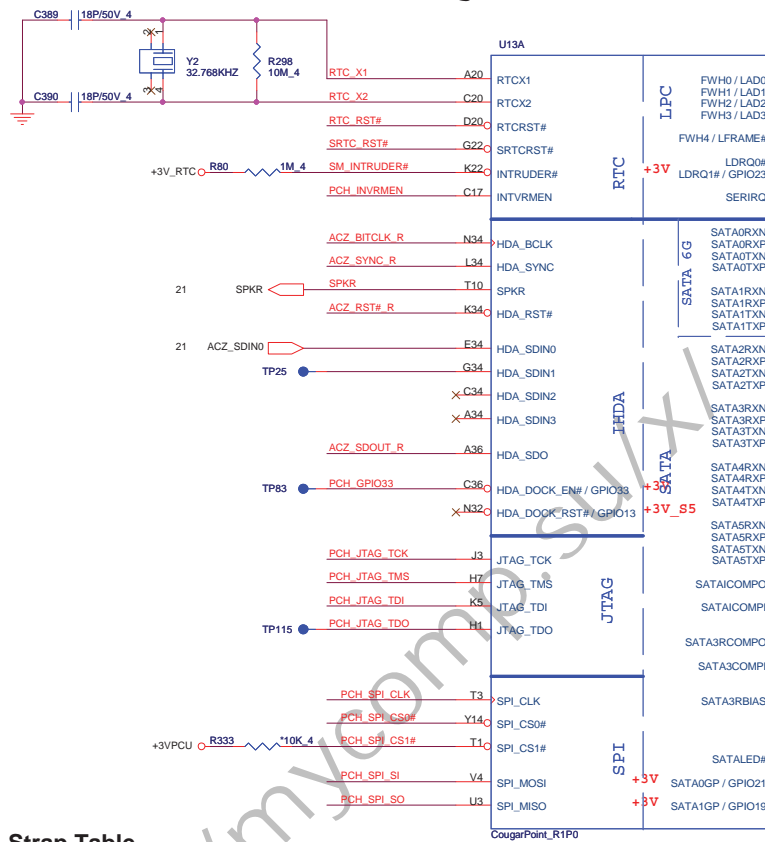 C389 18P/50V_4
C390 18P/50V_4
2 1
3 4
Y2
32.768KHZ
R298
10M_4
U13A
RTC_X1 A20 RTCX1
RTC_X2 C20 RTCX2
RTC_RST# D20 RTCRST#
SRTC_RST# G22 SRTCRST#
+3V_RTC R80 1M_4 SM_INTRUDER# K22 INTRUDER#
PCH_INVRMEN C17 INTVRMEN
RTC
LPC
FWH0 / LAD0
FWH1 / LAD1
FWH2 / LAD2
FWH3 / LAD3
FWH4 / LFRAME#
LDRQ0#
+3V LDRQ1# / GPIO23
SERIRQ
ACZ_BITCLK_R N34 HDA_BCLK
ACZ_SYNC_R L34 HDA_SYNC
21 SPKR SPKR T10 SPKR
ACZ_RST#_R K34 HDA_RST#
21 ACZ_SDIN0 E34 HDA_SDIN0
TP25 G34 HDA_SDIN1
C34 HDA_SDIN2
A34 HDA_SDIN3
ACZ_SDOUT_R A36 HDA_SDO
TP83 PCH_GPIO33 C36 HDA_DOCK_EN# / GPIO33 +3V
N32 HDA_DOCK_RST# / GPIO13 +3V_S5
IHDA
SATA 6G
SATA
SATA0RXN
SATA0RXP
SATA0TXN
SATA0TXP
SATA1RXN
SATA1RXP
SATA1TXN
SATA1TXP
SATA2RXN
SATA2RXP
SATA2TXN
SATA2TXP
SATA3RXN
SATA3RXP
SATA3TXN
SATA3TXP
SATA4RXN
SATA4RXP
SATA4TXN
SATA4TXP
SATA5RXN
SATA5RXP
SATA5TXN
SATA5TXP
SATAICOMPO
SATAICOMPI
SATA3RCOMPO
SATA3COMPI
SATA3RBIAS
PCH_JTAG_TCK J3 JTAG_TCK
PCH_JTAG_TMS H7 JTAG_TMS
PCH_JTAG_TDI K5 JTAG_TDI
TP115 PCH_JTAG_TDO H1 JTAG_TDO
JTAG
PCH_SPI_CLK T3 SPI_CLK
PCH_SPI_CS0# Y14 SPI_CS0#
+3VPCU R333 *10K_4 PCH_SPI_CS1# T1 SPI_CS1#
PCH_SPI_SI V4 SPI_MOSI
PCH_SPI_SO U3 SPI_MISO
SPI
SATALED#
+3V SATA0GP / GPIO21
+3V SATA1GP / GPIO19
CougarPoint_R1P0
Strap Table
/mycomp.su/x/